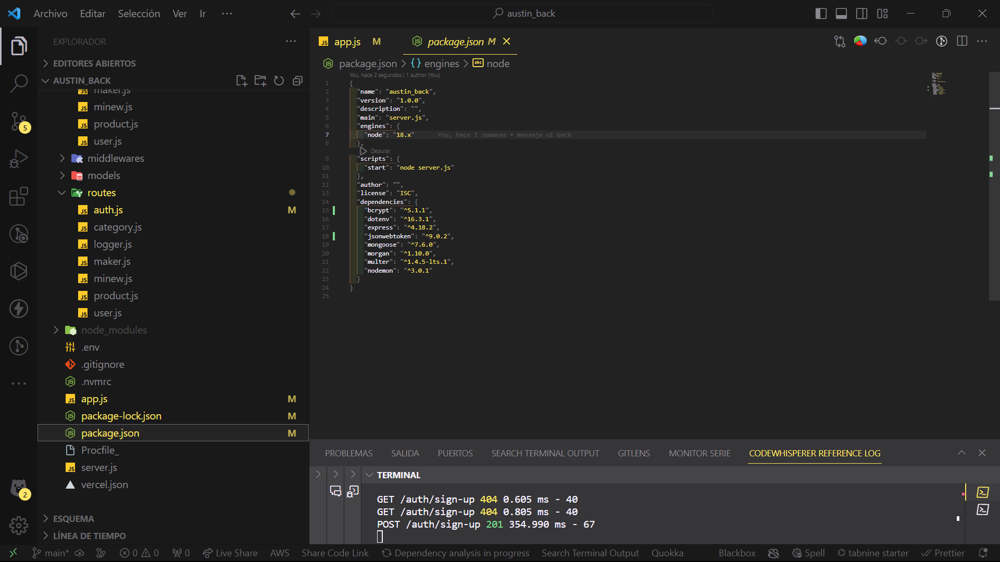 Archivo Editar Selección Ver Ir ···
austin_back
EXPLORADOR
EDITORES ABIERTOS
AUSTIN_BACK
maker.js
minew.js
product.js
user.js
middlewares
models
routes
auth.js M
category.js
logger.js
maker.js
minew.js
product.js
user.js
node_modules
.env
.gitignore
.nvmrc
app.js M
package-lock.json M
package.json M
Procfile_
server.js
vercel.json
ESQUEMA
LÍNEA DE TIEMPO
5
2
app.js M
package.json M
package.json > {} engines > abc node
You, hace 2 segundos | 1 author (You)
1 {
2 "name": "austin_back",
3 "version": "1.0.0",
4 "description": "",
5 "main": "server.js",
6 "engines": {
7 "node": "18.x" You, hace 3 semanas • mensaje o1 back
8 },
Depurar
9 "scripts": {
10 "start": "node server.js"
11 },
12 "author": "",
13 "license": "ISC",
14 "dependencies": {
15 "bcrypt": "^5.1.1",
16 "dotenv": "^16.3.1",
17 "express": "^4.18.2",
18 "jsonwebtoken": "^9.0.2",
19 "mongoose": "^7.6.0",
20 "morgan": "^1.10.0",
21 "multer": "^1.4.5-lts.1",
22 "nodemon": "^3.0.1"
23 }
24 }
25
PROBLEMAS SALIDA PUERTOS SEARCH TERMINAL OUTPUT GITLENS MONITOR SERIE CODEWHISPERER REFERENCE LOG
TERMINAL
GET /auth/sign-up 404 0.605 ms - 40
GET /auth/sign-up 404 0.805 ms - 40
POST /auth/sign-up 201 354.990 ms - 67
main* 0 0 0 Live Share AWS Share Code Link Dependency analysis in progress Search Terminal Output Quokka Blackbox Spell tabnine starter Prettier